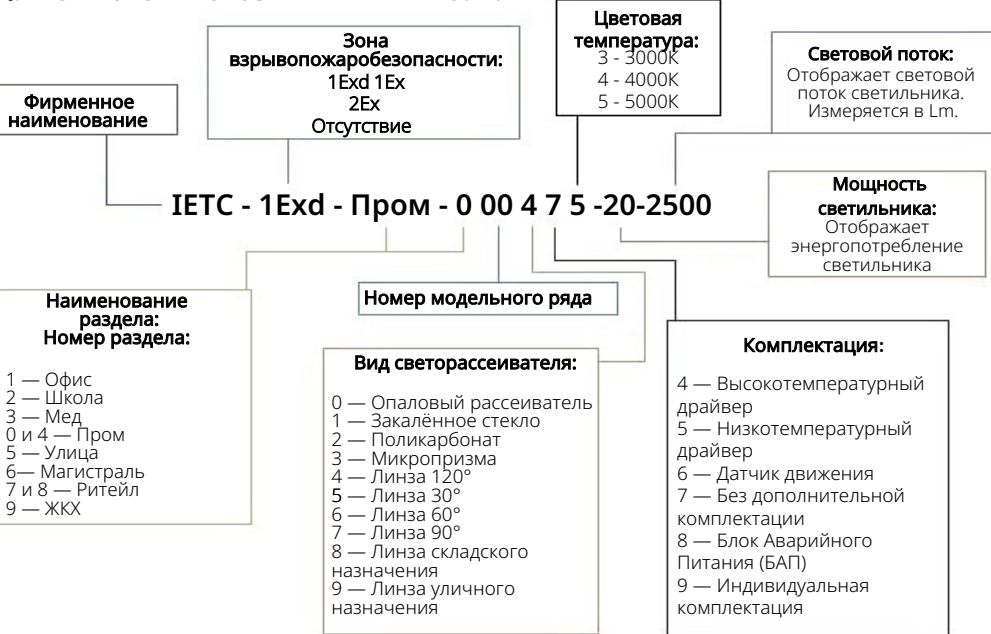 Цветовая
температура:
3 - 3000К
4 - 4000К
5 - 5000К
Зона
взрывопожаробезопасности:
1Exd 1Ex
2Ex
Отсутствие
Световой поток:
Отображает световой
поток светильника.
Измеряется в Lm.
Фирменное
наименование
IETC - 1Exd - Пром - 0 00 4 7 5 -20-2500
Мощность
светильника:
Отображает
энергопотребление
светильника
Номер модельного ряда
Наименование
раздела:
Номер раздела:
1 — Офис
2 — Школа
3 — Мед
0 и 4 — Пром
5 — Улица
6— Магистраль
7 и 8 — Ритейл
9 — ЖКХ
Вид светорассеивателя:
0 — Опаловый рассеиватель
1 — Закалённое стекло
2 — Поликарбонат
3 — Микропризма
4 — Линза 120°
5 — Линза 30°
6 — Линза 60°
7 — Линза 90°
8 — Линза складского
назначения
9 — Линза уличного
назначения
Комплектация:
4 — Высокотемпературный
драйвер
5 — Низкотемпературный
драйвер
6 — Датчик движения
7 — Без дополнительной
комплектации
8 — Блок Аварийного
Питания (БАП)
9 — Индивидуальная
комплектация